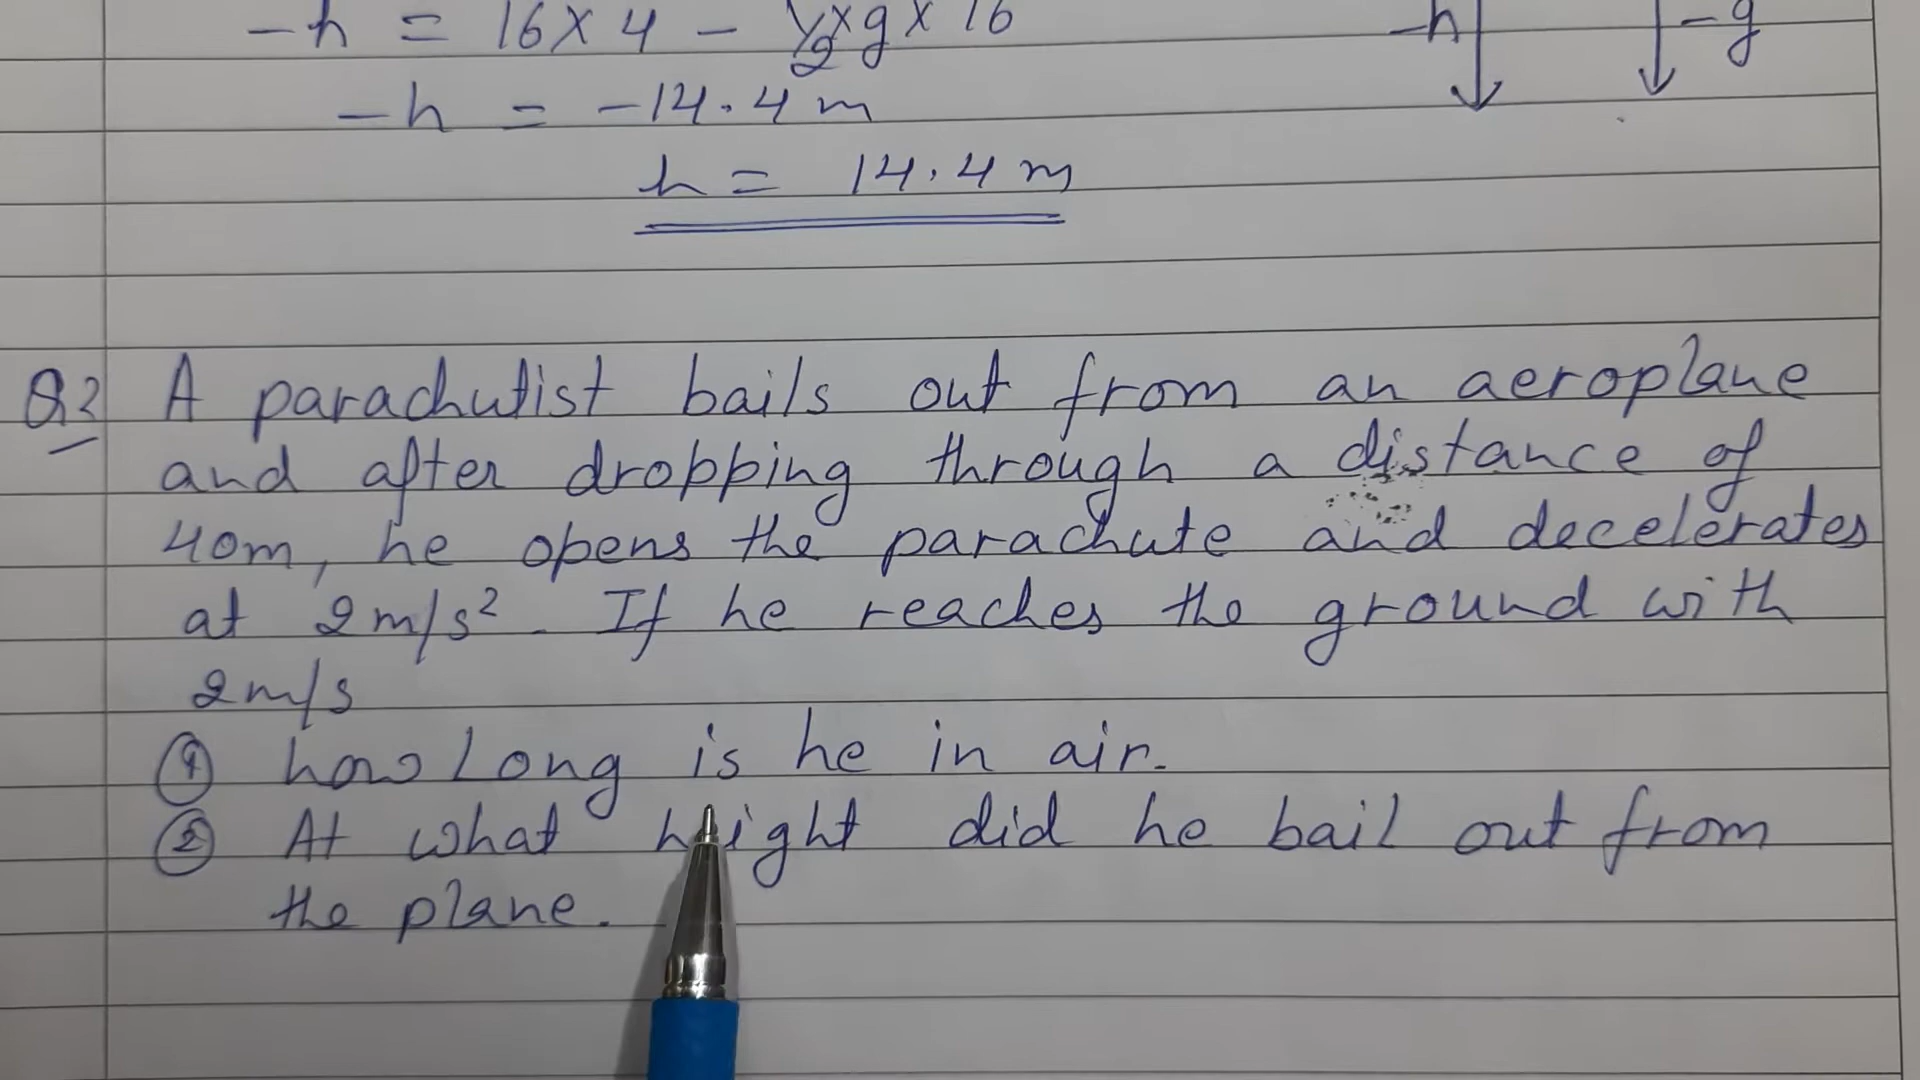 -h = 16 X 4 - 1/2 x g x 16
-h
-g
-h = -14.4 m
h = 14.4 m
Q2 A parachutist bails out from an aeroplane
and after dropping through a distance of
40m, he opens the parachute and decelerates
at 2m/s². If he reaches the ground with
2m/s
① how Long is he in air.
② At what height did he bail out from
the plane.